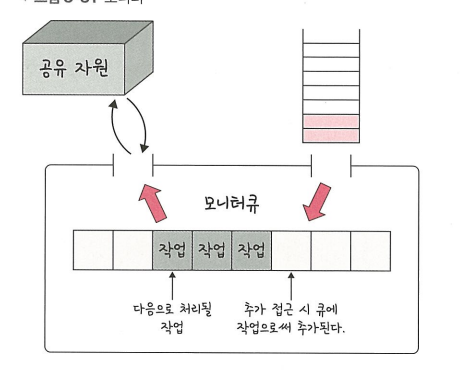 공유 자원
모니터큐
작업 작업 작업
다음으로 처리될
작업
추가 접근 시 큐에
작업으로써 추가된다.